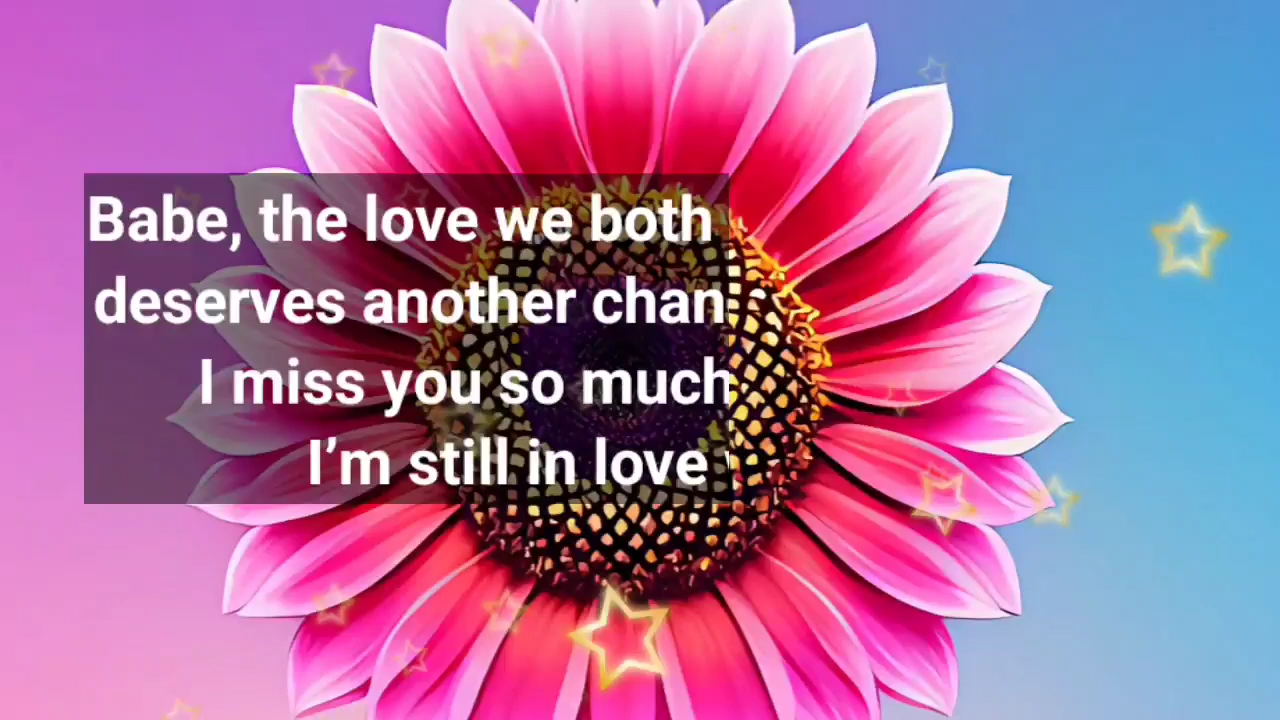 Babe, the love we both
deserves another chan
I miss you so much
I’m still in love